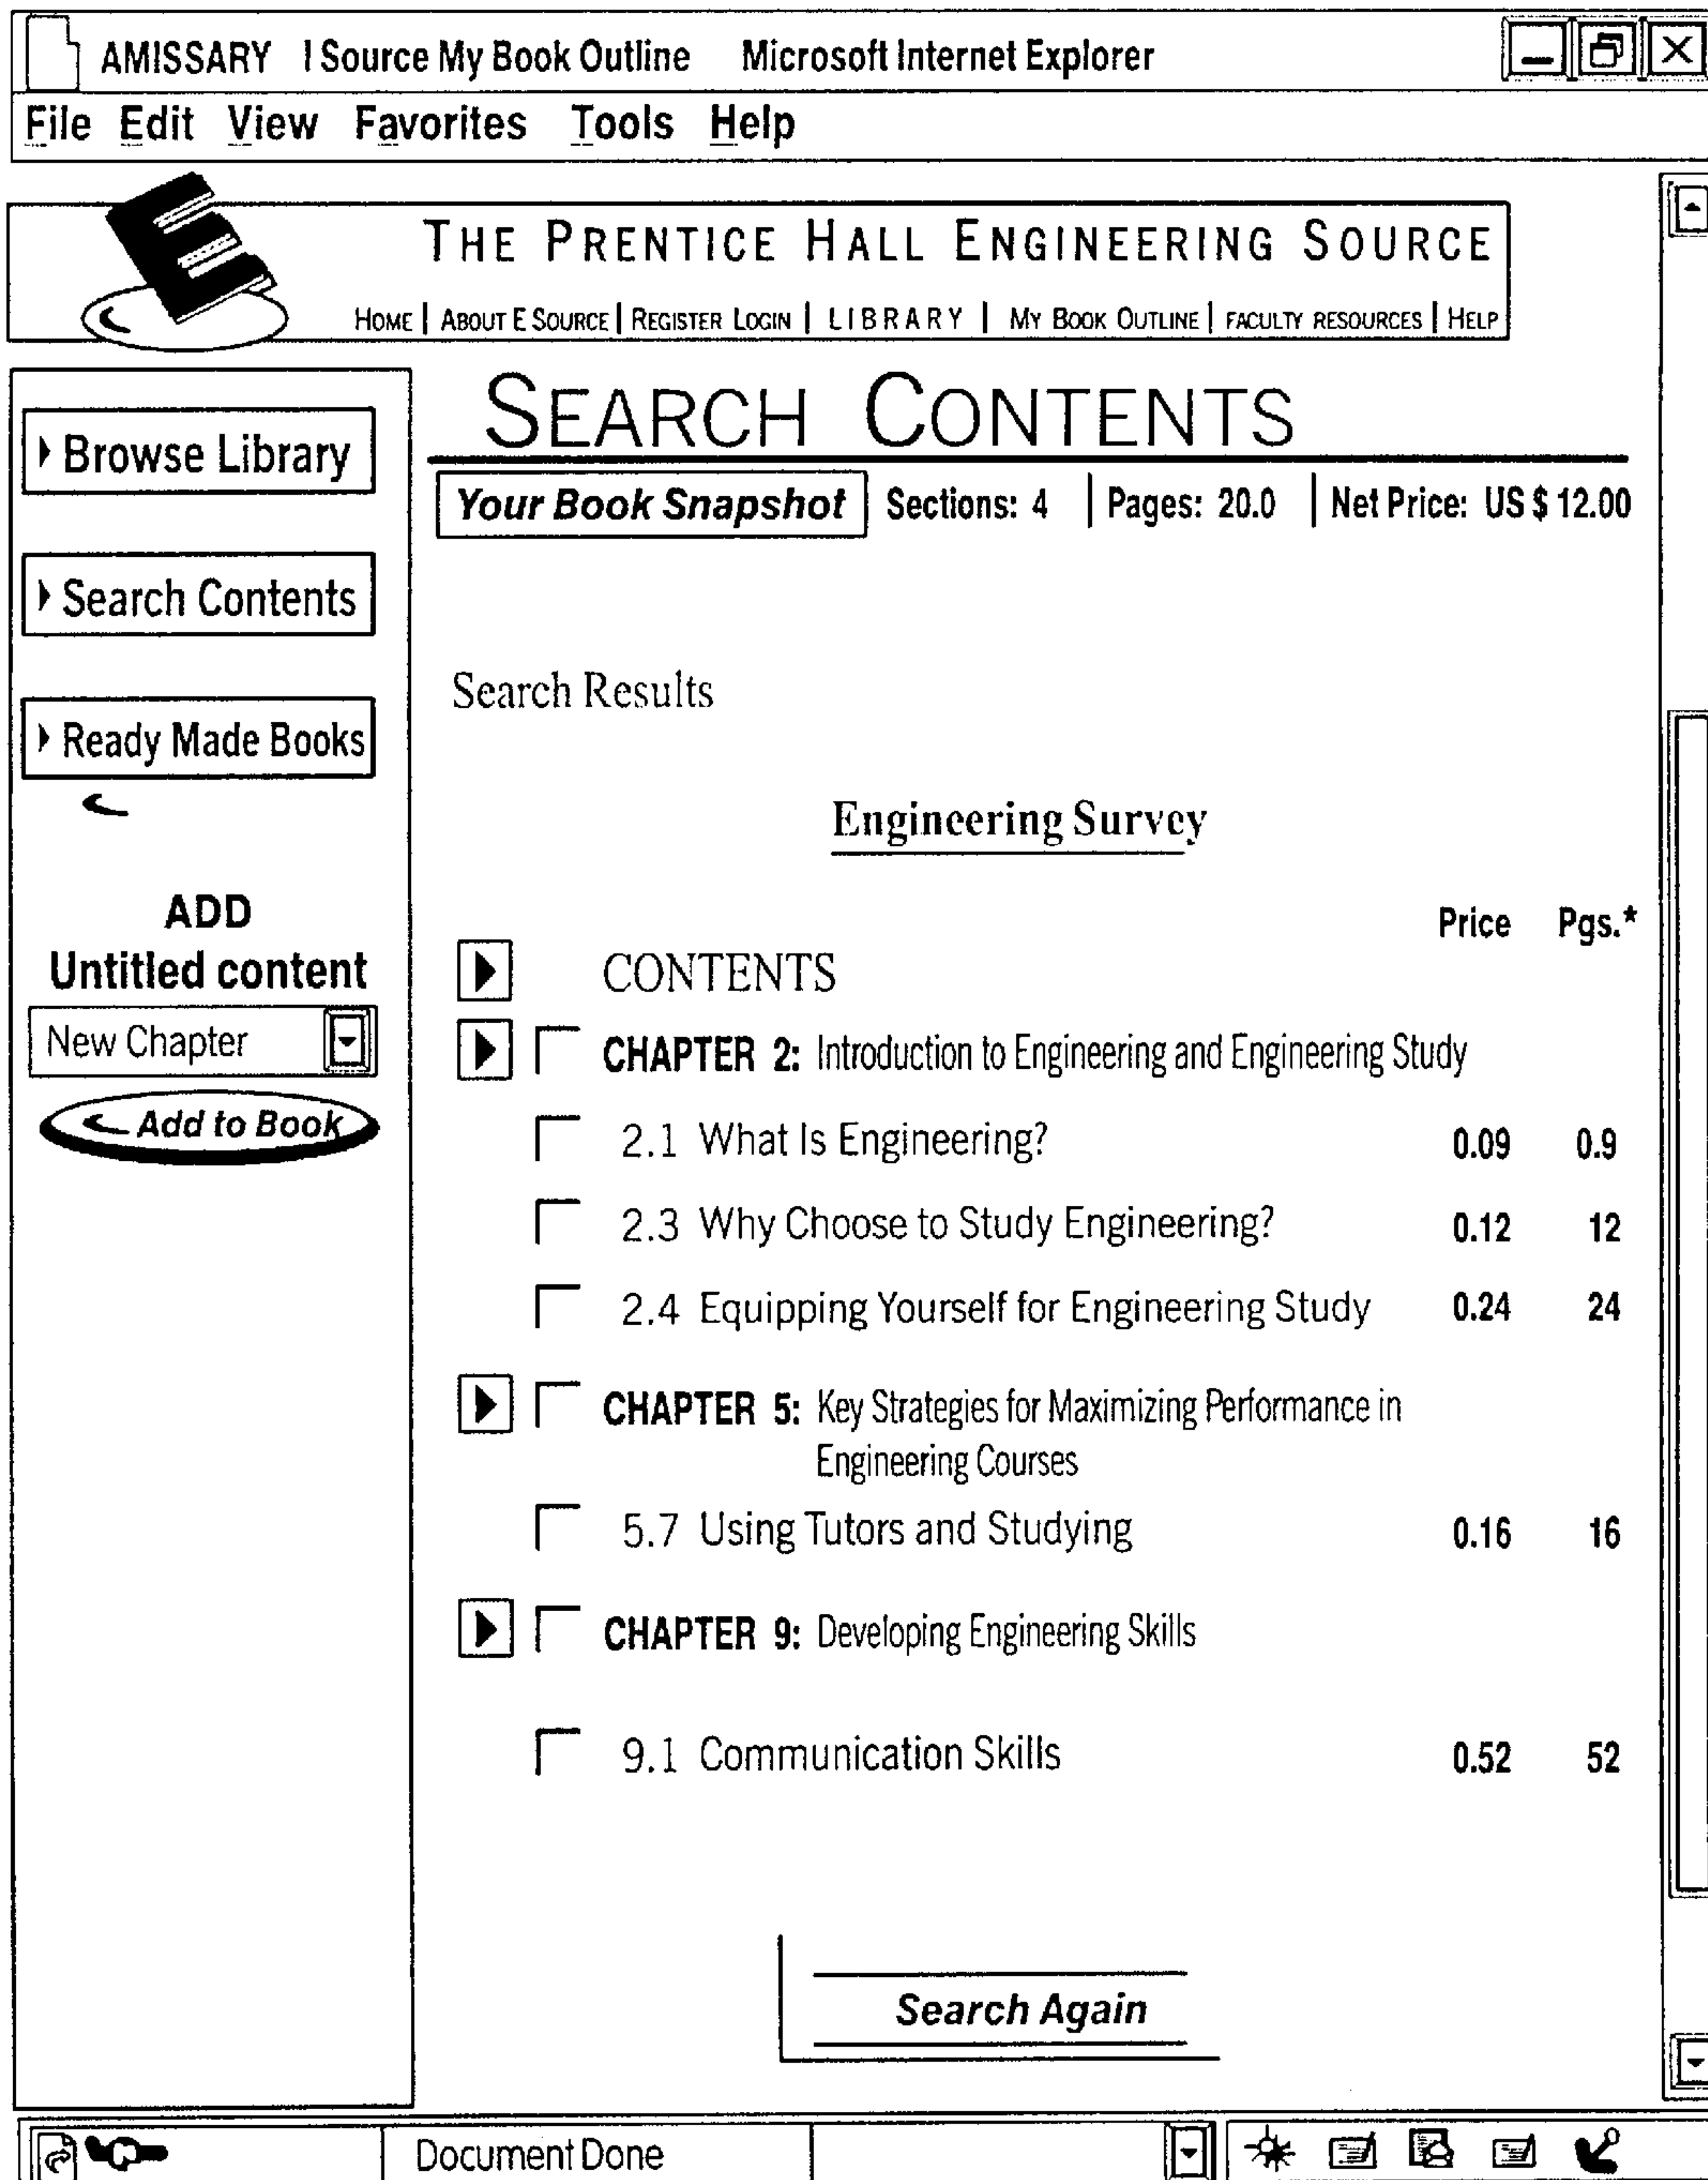 AMISSARY I Source My Book Outline Microsoft Internet Explorer
File Edit View Favorites Tools Help
THE PRENTICE HALL ENGINEERING SOURCE
HOME | ABOUT E SOURCE | REGISTER LOGIN | LIBRARY | MY BOOK OUTLINE | FACULTY RESOURCES | HELP
Browse Library
Search Contents
Ready Made Books
ADD
Untitled content
New Chapter
Add to Book
SEARCH CONTENTS
Your Book Snapshot Sections: 4 | Pages: 20.0 | Net Price: US $ 12.00
Search Results
Engineering Survey
Price Pgs.*
CONTENTS
CHAPTER 2: Introduction to Engineering and Engineering Study
2.1 What Is Engineering? 0.09 0.9
2.3 Why Choose to Study Engineering? 0.12 12
2.4 Equipping Yourself for Engineering Study 0.24 24
CHAPTER 5: Key Strategies for Maximizing Performance in
Engineering Courses
5.7 Using Tutors and Studying 0.16 16
CHAPTER 9: Developing Engineering Skills
9.1 Communication Skills 0.52 52
Search Again
Document Done